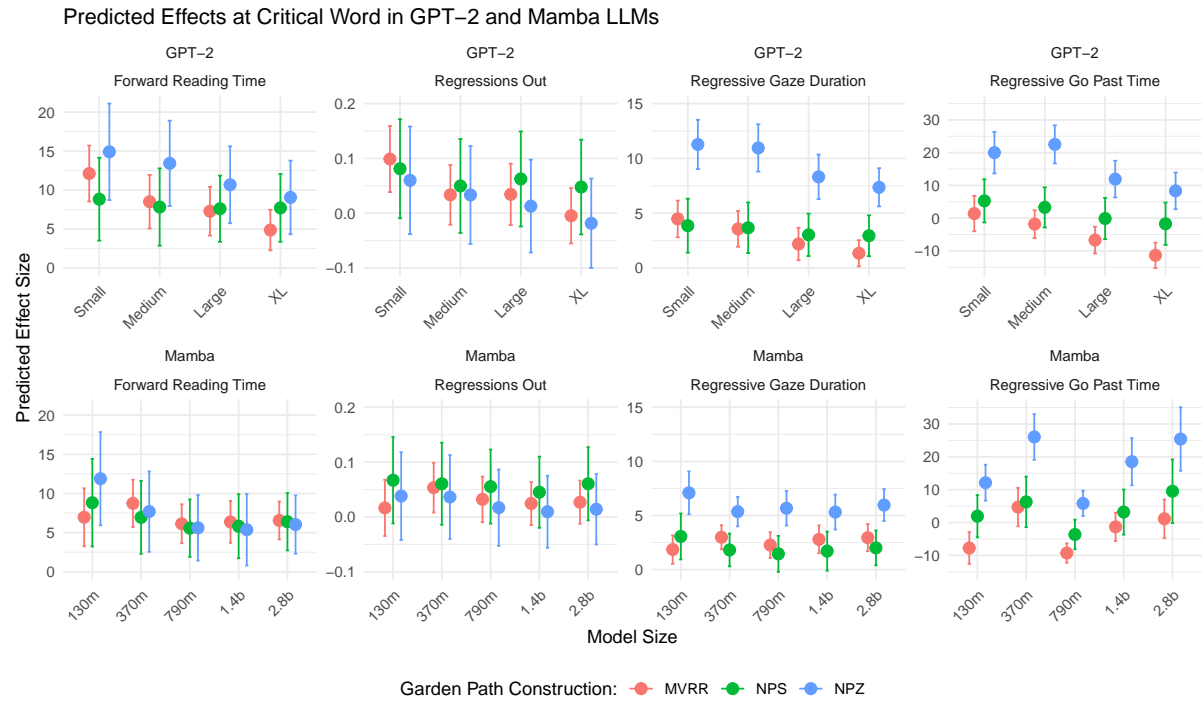 Predicted Effects at Critical Word in GPT−2 and Mamba LLMs
GPT−2 GPT−2 GPT−2 GPT−2
Forward Reading Time Regressions Out Regressive Gaze Duration Regressive Go Past Time
20 15 10 5 0
0.2 0.1 0.0 −0.1
15 10 5 0
30 20 10 0 −10
Small Medium Large XL Small Medium Large XL Small Medium Large XL Small Medium Large XL
Predicted Effect Size
Mamba Mamba Mamba Mamba
Forward Reading Time Regressions Out Regressive Gaze Duration Regressive Go Past Time
20 15 10 5 0
0.2 0.1 0.0 −0.1
15 10 5 0
30 20 10 0 −10
130m 370m 790m 1.4b 2.8b 130m 370m 790m 1.4b 2.8b 130m 370m 790m 1.4b 2.8b 130m 370m 790m 1.4b 2.8b
Model Size
Garden Path Construction: MVRR NPS NPZ